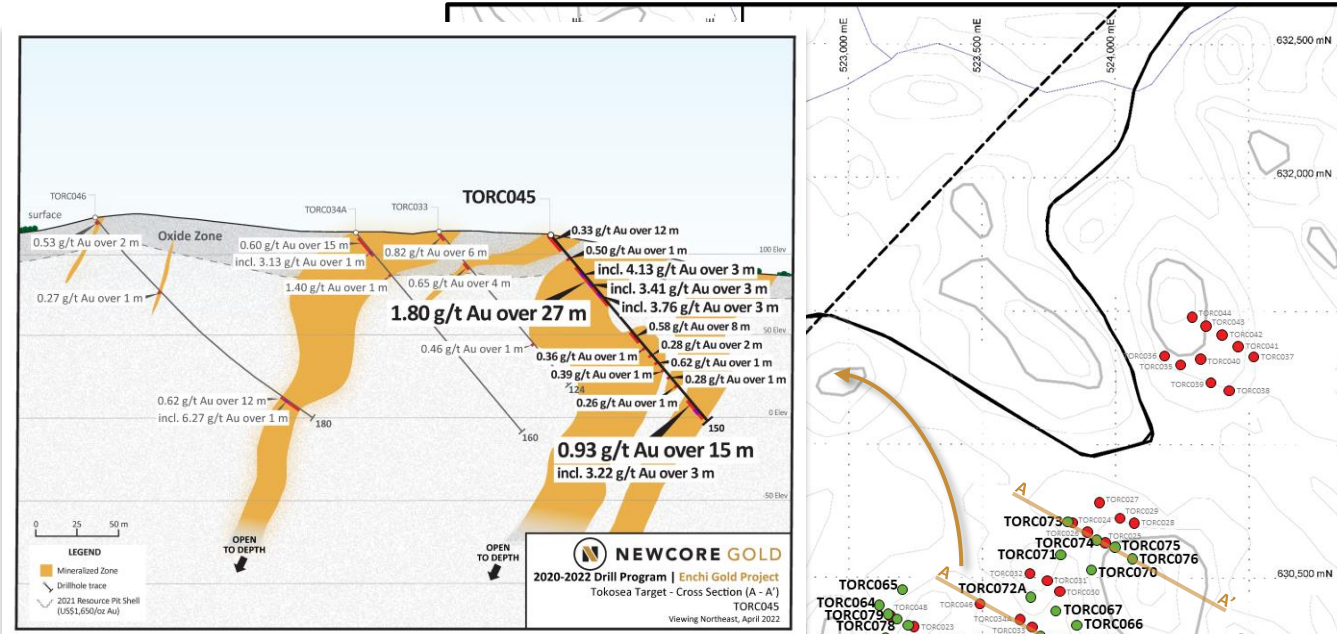 TORC046
surface
TORC034A
TORC033
TORC045
Oxide Zone
0.53 g/t Au over 2 m
0.27 g/t Au over 1 m
0.60 g/t Au over 15 m
incl. 3.13 g/t Au over 1 m
1.40 g/t Au over 1 m
0.82 g/t Au over 6 m
0.65 g/t Au over 4 m
0.33 g/t Au over 12 m
0.50 g/t Au over 1 m
incl. 4.13 g/t Au over 3 m
incl. 3.41 g/t Au over 3 m
incl. 3.76 g/t Au over 3 m
1.80 g/t Au over 27 m
0.58 g/t Au over 8 m
0.28 g/t Au over 2 m
0.62 g/t Au over 1 m
0.28 g/t Au over 1 m
0.46 g/t Au over 1 m
0.36 g/t Au over 1 m
0.39 g/t Au over 1 m
0.26 g/t Au over 1 m
0.62 g/t Au over 12 m
incl. 6.27 g/t Au over 1 m
180
160
124
150
0.93 g/t Au over 15 m
incl. 3.22 g/t Au over 3 m
100 Elev
50 Elev
0 Elev
-50 Elev
0 25 50 m
LEGEND
Mineralized Zone
Drillhole trace
2021 Resource Pit Shell
(US$1,650/oz Au)
OPEN
TO DEPTH
OPEN
TO DEPTH
NEWCORE GOLD
2020-2022 Drill Program | Enchi Gold Project
Tokosea Target - Cross Section (A - A')
TORC045
Viewing Northeast, April 2022
523,000 mE
523,500 mE
524,000 mE
632,500 mN
632,000 mN
630,500 mN
TORC044
TORC043
TORC042
TORC041
TORC036
TORC037
TORC035
TORC040
TORC039
TORC038
A
TORC027
TORC029
TORC073
TORC024
TORC028
TORC026
TORC025
TORC074
TORC075
TORC071
TORC076
TORC070
A
TORC032
TORC031
TORC065
TORC072A
TORC030
A'
TORC064
TORC046
TORC048
TORC067
TORC079
TORC034A
TORC066
TORC078
TORC023
TORC033